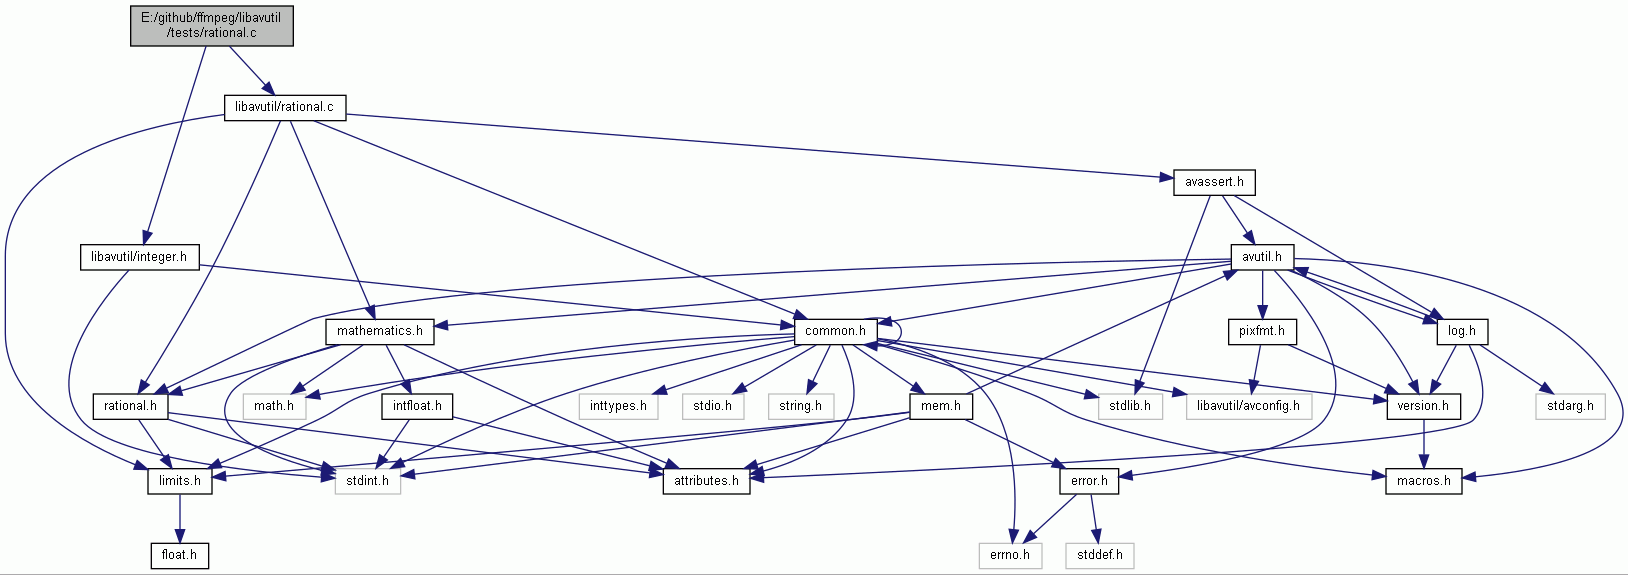 E:/github/ffmpeg/libavutil
/tests/rational.c
libavutil/rational.c
avassert.h
libavutil/integer.h
avutil.h
mathematics.h
common.h
pixfmt.h
log.h
rational.h
math.h
intfloat.h
inttypes.h
stdio.h
string.h
mem.h
stdlib.h
libavutil/avconfig.h
version.h
stdarg.h
limits.h
stdint.h
attributes.h
error.h
macros.h
float.h
errno.h
stddef.h